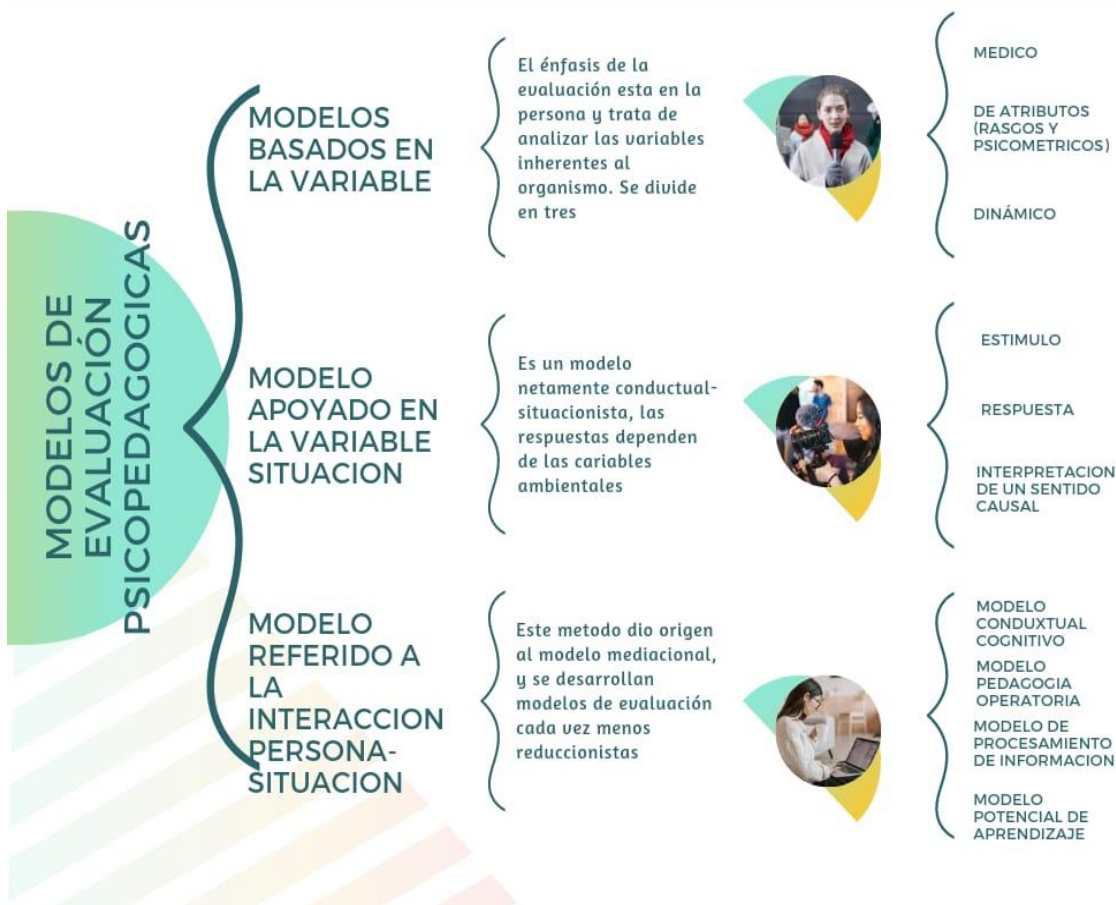 MODELOS DE
EVALUACIÓN
PSICOPEDAGOGICAS
MODELOS
BASADOS EN
LA VARIABLE
El énfasis de la
evaluación esta en la
persona y trata de
analizar las variables
inherentes al
organismo. Se divide
en tres
MEDICO
DE ATRIBUTOS
(RASGOS Y
PSICOMETRICOS)
DINÁMICO
MODELO
APOYADO EN
LA VARIABLE
SITUACION
Es un modelo
netamente conductual-
situacionista, las
respuestas dependen
de las cariables
ambientales
ESTIMULO
RESPUESTA
INTERPRETACION
DE UN SENTIDO
CAUSAL
MODELO
REFERIDO A
LA
INTERACCION
PERSONA-
SITUACION
Este metodo dio origen
al modelo mediacional,
y se desarrollan
modelos de evaluación
cada vez menos
reduccionistas
MODELO
CONDUXTUAL
COGNITIVO
MODELO
PEDAGOGIA
OPERATORIA
MODELO DE
PROCESAMIENTO
DE INFORMACION
MODELO
POTENCIAL DE
APRENDIZAJE